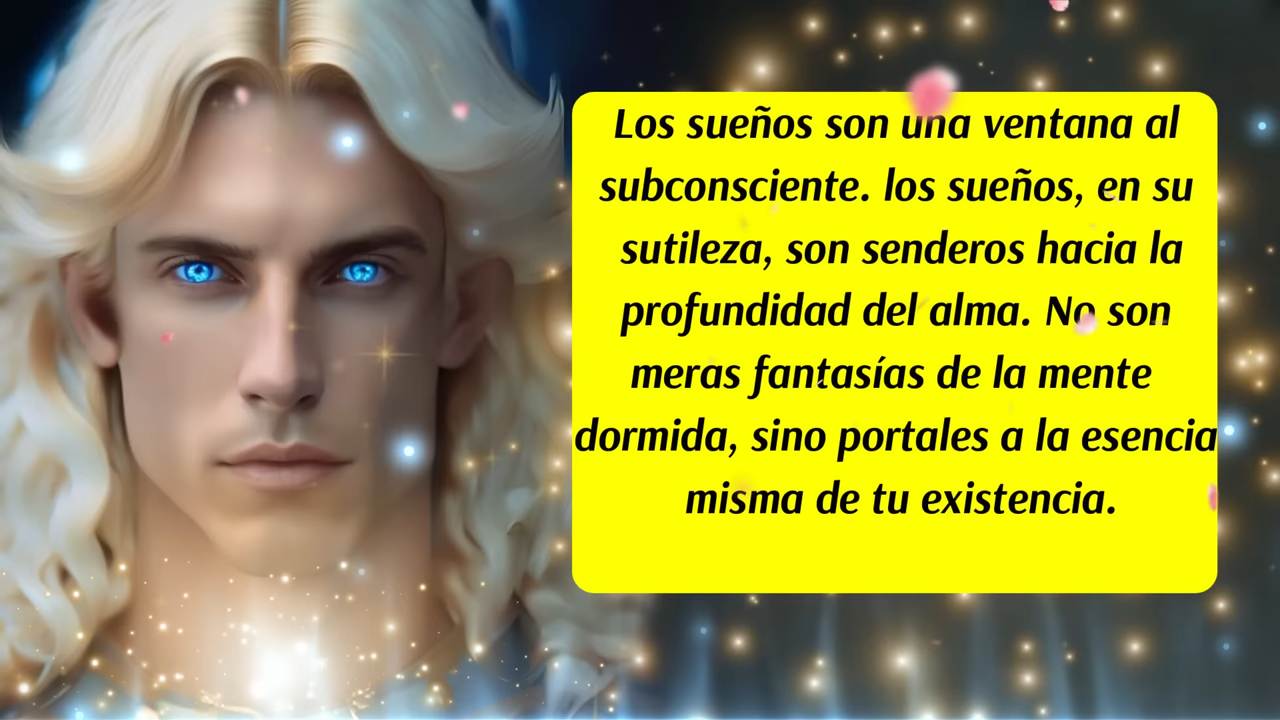 Los sueños son una ventana al
subconsciente. los sueños, en su
sutileza, son senderos hacia la
profundidad del alma. No son
meras fantasías de la mente
dormida, sino portales a la esencia
misma de tu existencia.